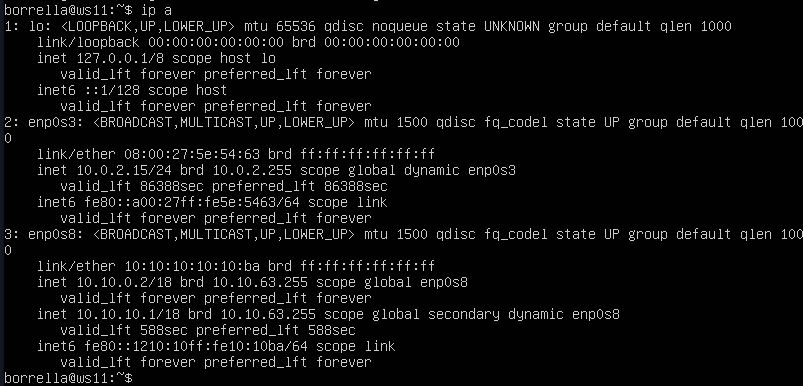 borrella@ws11:~$ ip a
1: lo: <LOOPBACK,UP,LOWER_UP> mtu 65536 qdisc noqueue state UNKNOWN group default qlen 1000
    link/loopback 00:00:00:00:00:00 brd 00:00:00:00:00:00
    inet 127.0.0.1/8 scope host lo
       valid_lft forever preferred_lft forever
    inet6 ::1/128 scope host
       valid_lft forever preferred_lft forever
2: enp0s3: <BROADCAST,MULTICAST,UP,LOWER_UP> mtu 1500 qdisc fq_codel state UP group default qlen 100
0
    link/ether 08:00:27:5e:54:63 brd ff:ff:ff:ff:ff:ff
    inet 10.0.2.15/24 brd 10.0.2.255 scope global dynamic enp0s3
       valid_lft 86388sec preferred_lft 86388sec
    inet6 fe80::a00:27ff:fe5e:5463/64 scope link
       valid_lft forever preferred_lft forever
3: enp0s8: <BROADCAST,MULTICAST,UP,LOWER_UP> mtu 1500 qdisc fq_codel state UP group default qlen 100
0
    link/ether 10:10:10:10:10:ba brd ff:ff:ff:ff:ff:ff
    inet 10.10.0.2/18 brd 10.10.63.255 scope global enp0s8
       valid_lft forever preferred_lft forever
    inet 10.10.10.1/18 brd 10.10.63.255 scope global secondary dynamic enp0s8
       valid_lft 588sec preferred_lft 588sec
    inet6 fe80::1210:10ff:fe10:10ba/64 scope link
       valid_lft forever preferred_lft forever
borrella@ws11:~$